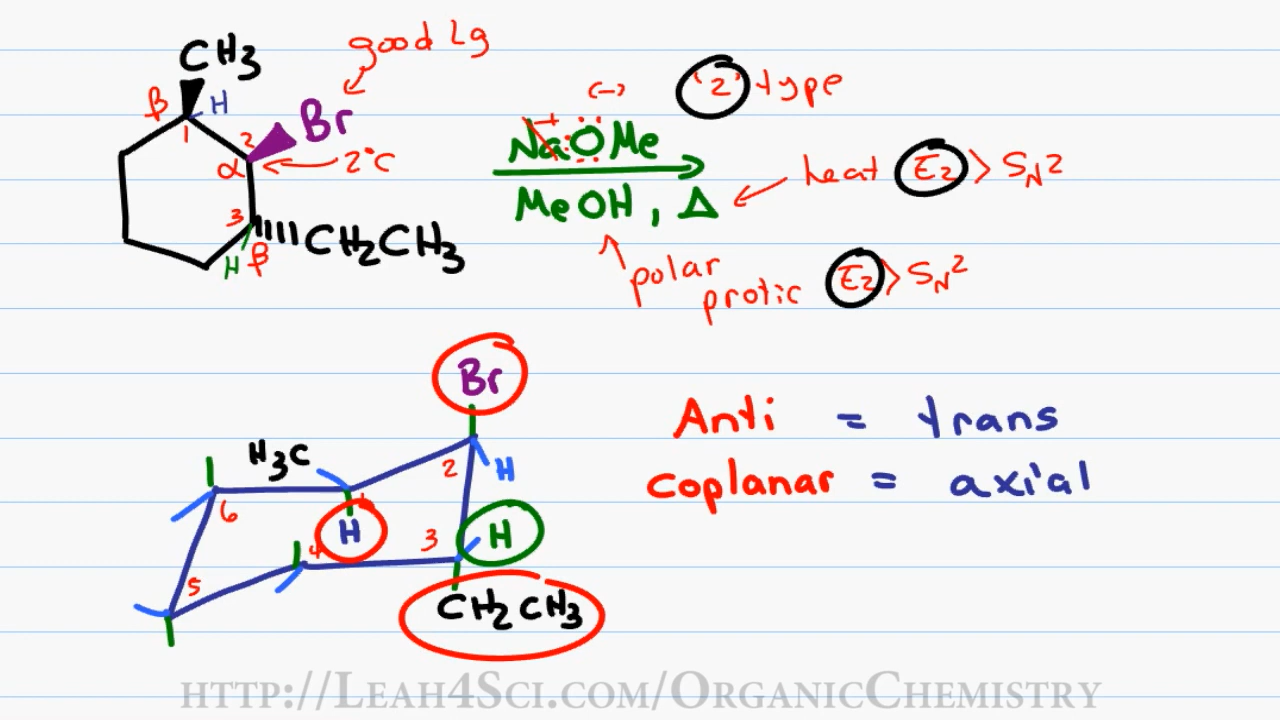 CH3
good Lg
β
H
Br
1
2
α
2°C
3
H
β
CH2CH3
(-)
NaOMe
MeOH, Δ
"2" type
heat E2 > SN2
polar
protic E2 > SN2
Br
H3C
2
H
1
6
H
4
3
H
5
CH2CH3
Anti = trans
coplanar = axial
HTTP://LEAH4SCI.COM/ORGANICCHEMISTRY